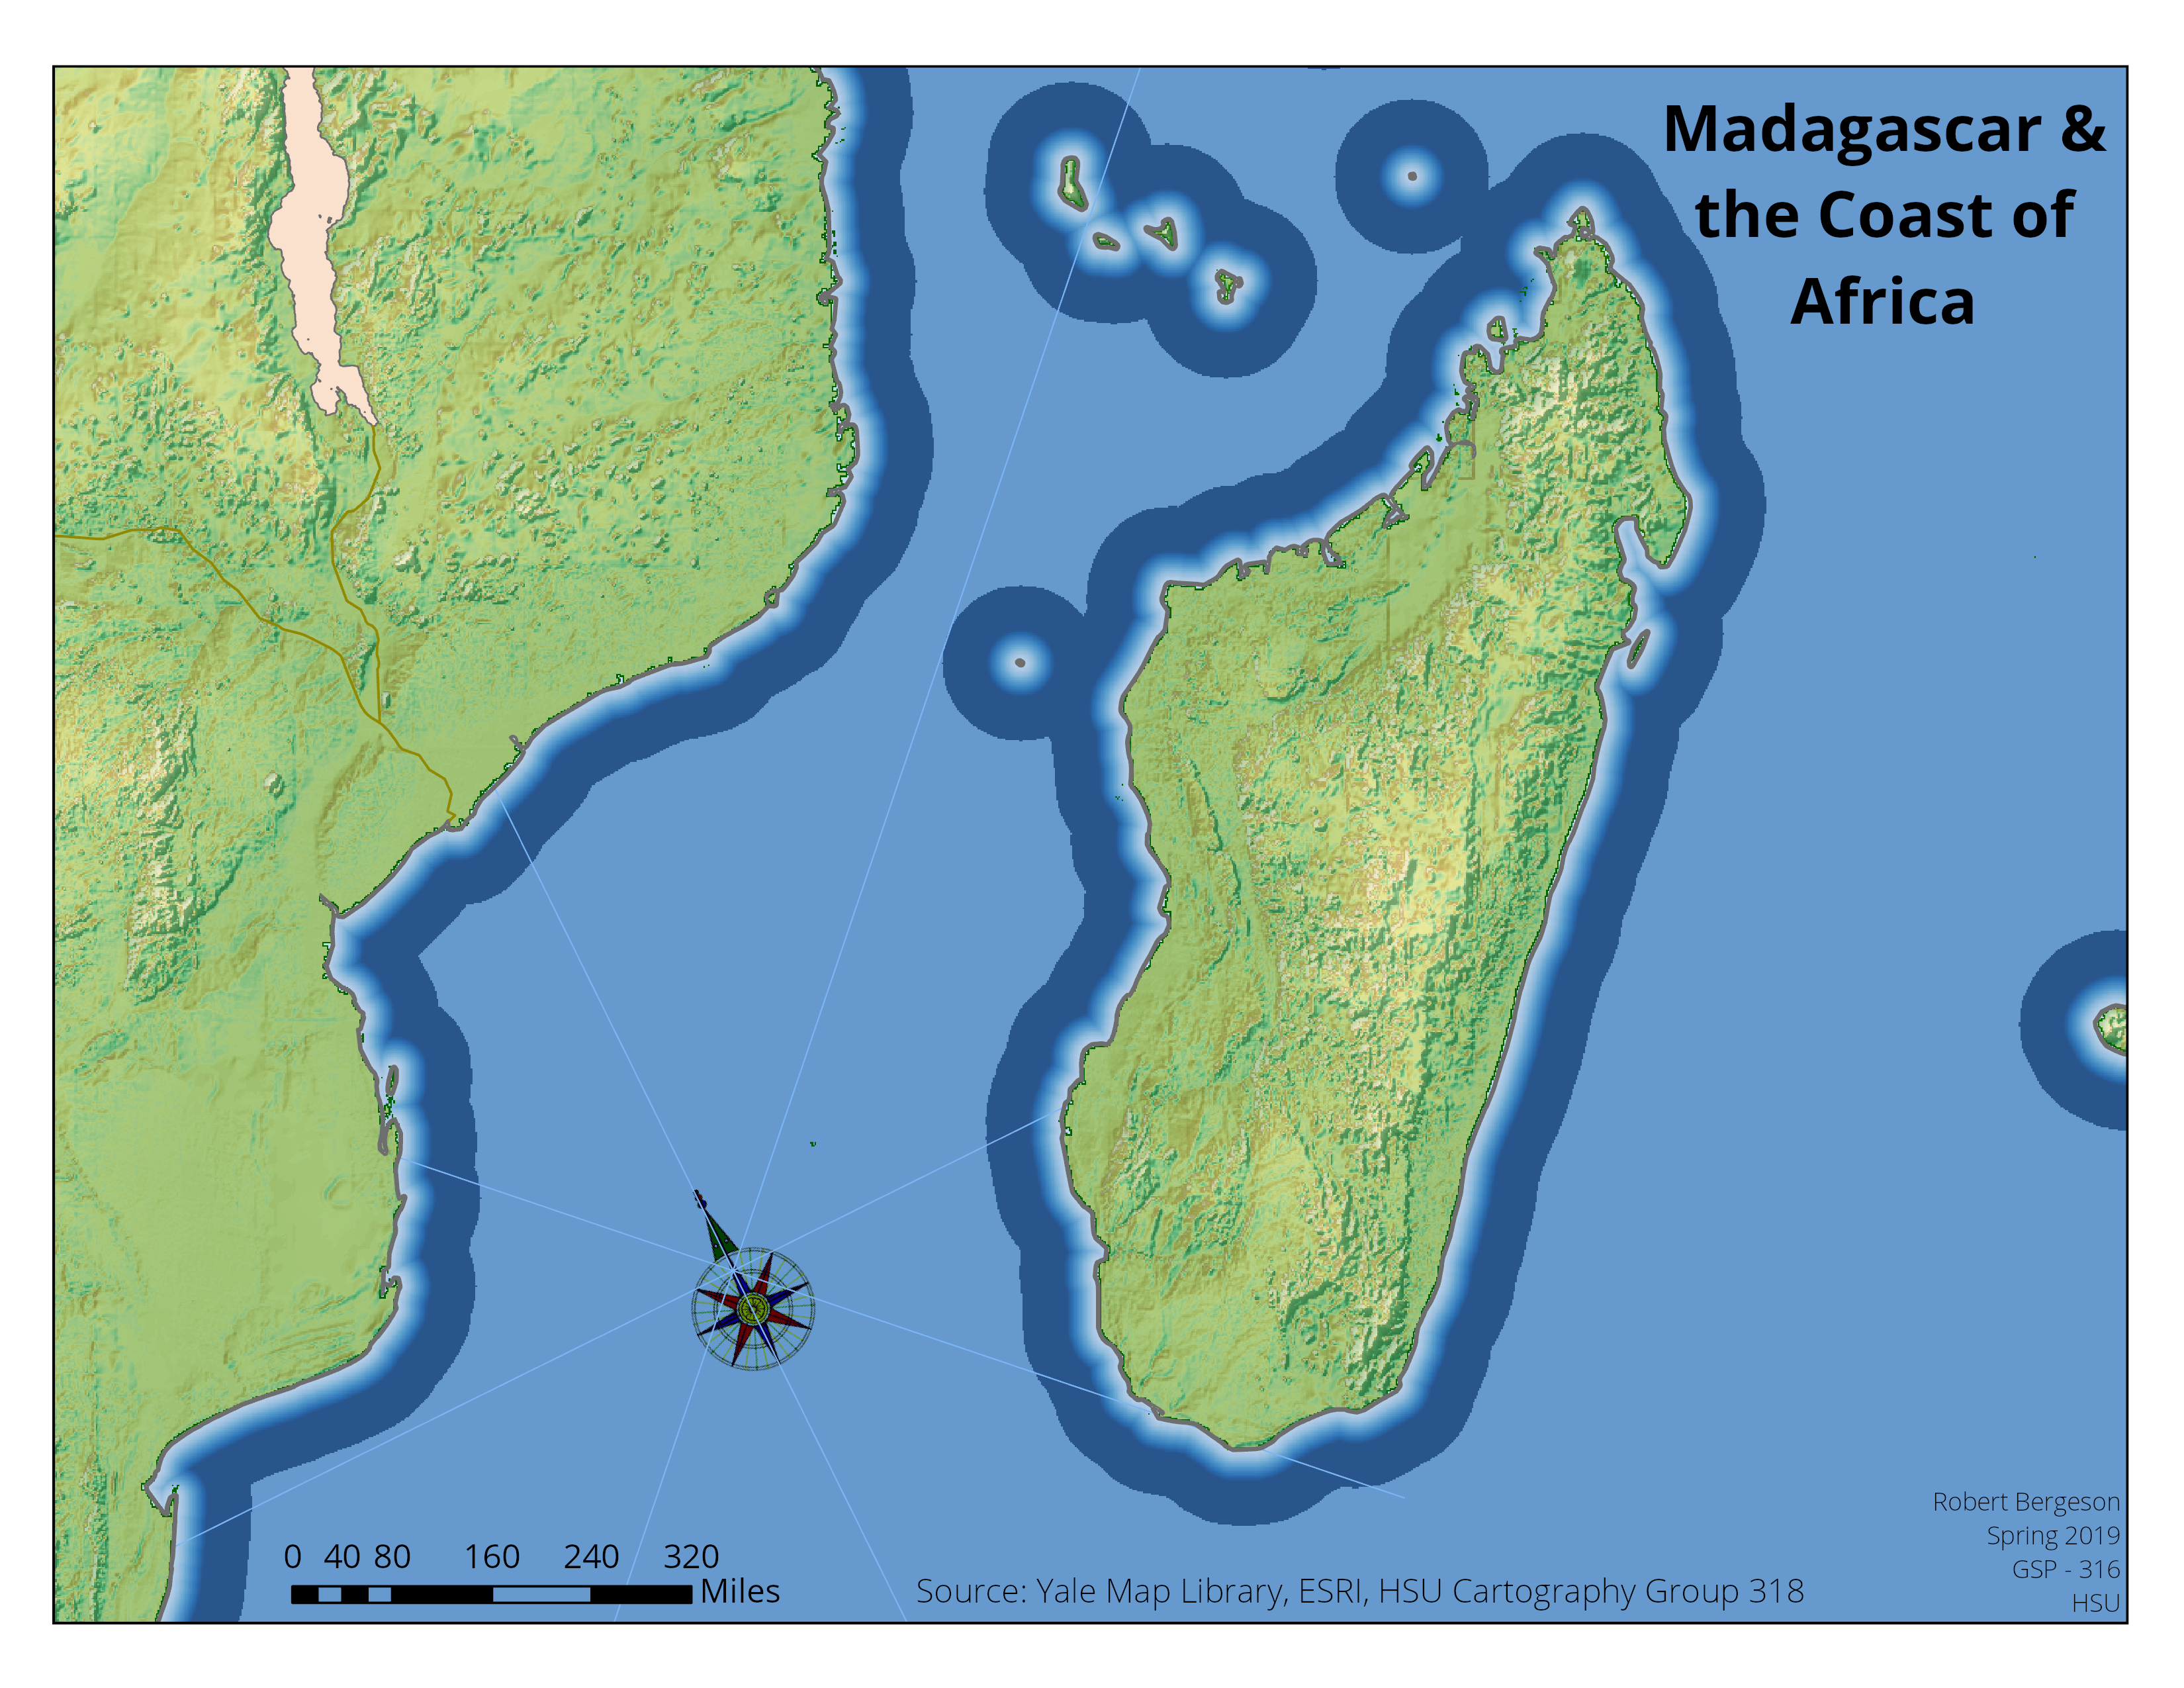 Madagascar &
the Coast of
Africa
Robert Bergeson
Spring 2019
GSP - 316
HSU
0 40 80 160 240 320
Miles
Source: Yale Map Library, ESRI, HSU Cartography Group 318